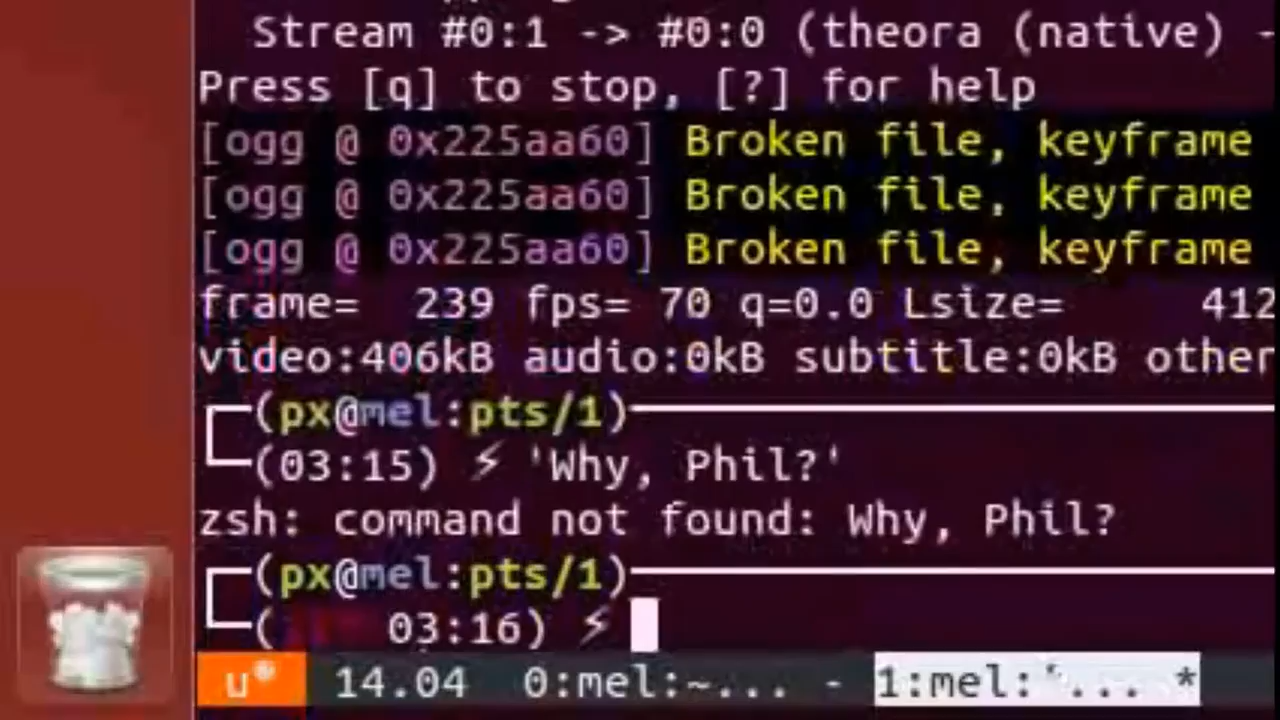 Stream #0:1 -> #0:0 (theora (native) -
Press [q] to stop, [?] for help
[ogg @ 0x225aa60] Broken file, keyframe
[ogg @ 0x225aa60] Broken file, keyframe
[ogg @ 0x225aa60] Broken file, keyframe
frame= 239 fps= 70 q=0.0 Lsize= 412
video:406kB audio:0kB subtitle:0kB other
(px@mel:pts/1)
(03:15) ⚡ 'Why, Phil?'
zsh: command not found: Why, Phil?
(px@mel:pts/1)
( 03:16) ⚡
u® 14.04 0:mel:~... - 1:mel:~... *